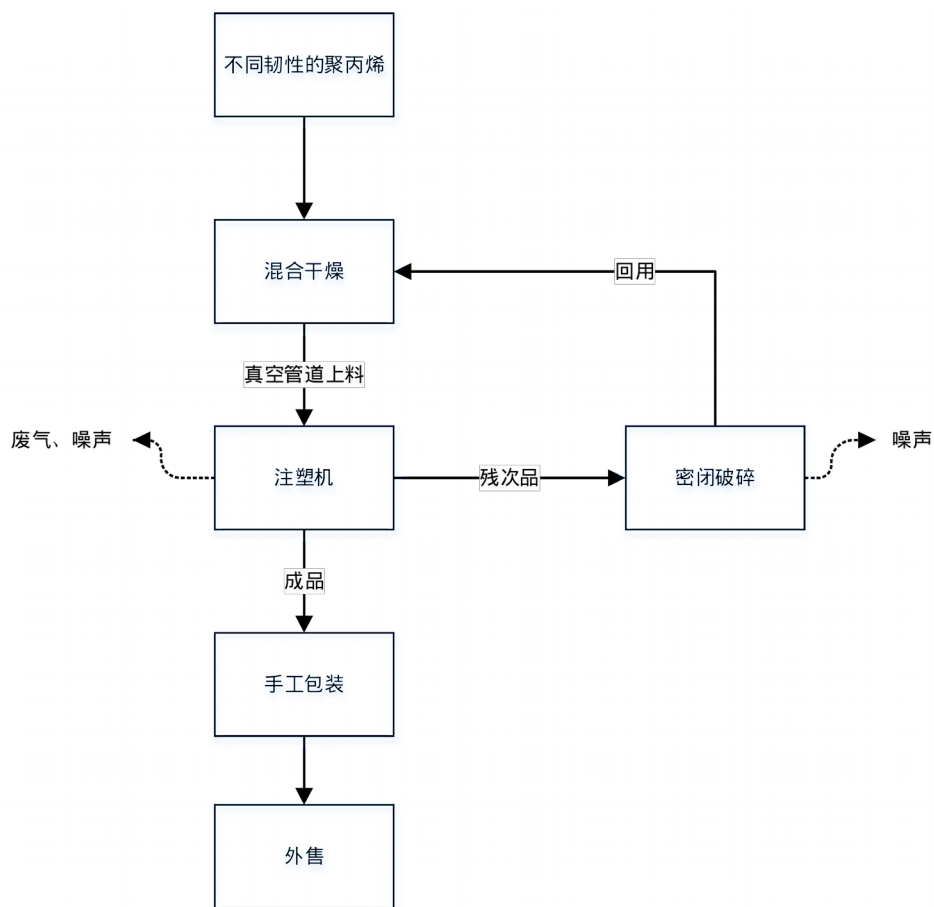 不同韧性的聚丙烯
混合干燥
回用
真空管道上料
废气、噪声
注塑机
残次品
密闭破碎
噪声
成品
手工包装
外售